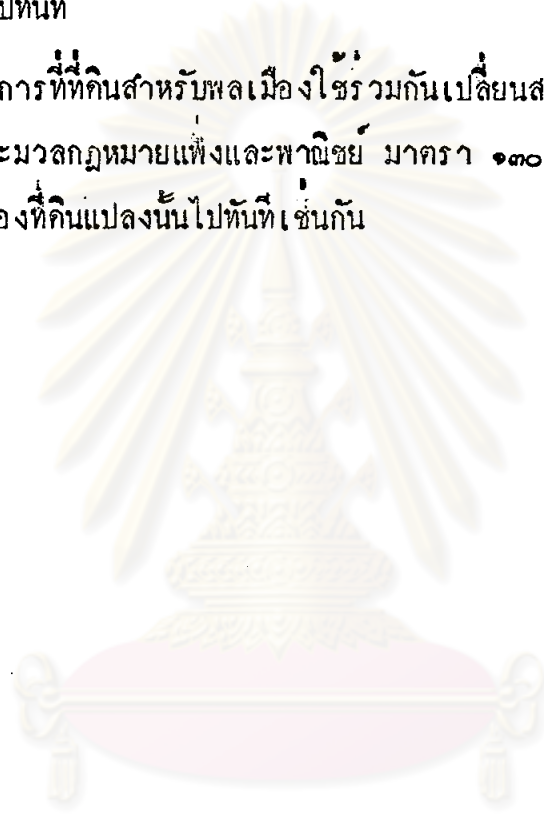 ปทันที
การที่ที่ดินสำหรับพลเมืองใช้ร่วมกันเปลี่ยนส
ะมวลกฎหมายแพ่งและพาณิชย์ มาตรา ๑๓๐
องที่ดินแปลงนั้นไปทันทีเช่นกัน